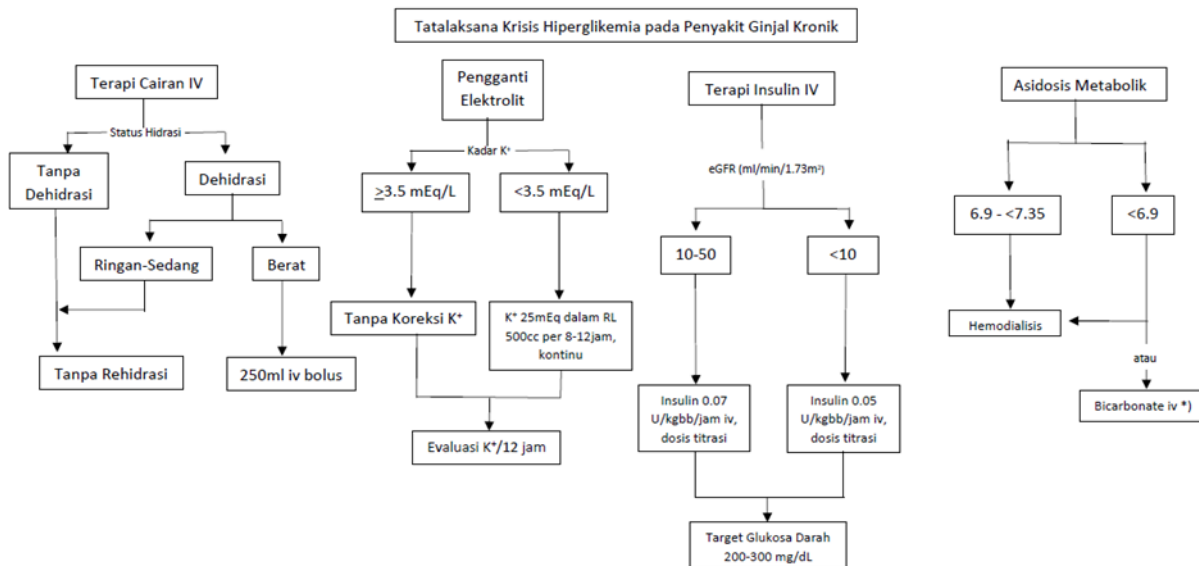 Tatalaksana Krisis Hiperglikemia pada Penyakit Ginjal Kronik
Terapi Cairan IV
Status Hidrasi
Tanpa
Dehidrasi
Dehidrasi
Ringan-Sedang
Berat
Tanpa Rehidrasi
250ml iv bolus
Pengganti
Elektrolit
Kadar K⁺
≥3.5 mEq/L
<3.5 mEq/L
Tanpa Koreksi K⁺
K⁺ 25mEq dalam RL
500cc per 8-12jam,
kontinu
Evaluasi K⁺/12 jam
Terapi Insulin IV
eGFR (ml/min/1.73m²)
10-50
<10
Insulin 0.07
U/kgbb/jam iv,
dosis titrasi
Insulin 0.05
U/kgbb/jam iv,
dosis titrasi
Target Glukosa Darah
200-300 mg/dL
Asidosis Metabolik
6.9 - <7.35
<6.9
Hemodialisis
atau
Bicarbonate iv *)